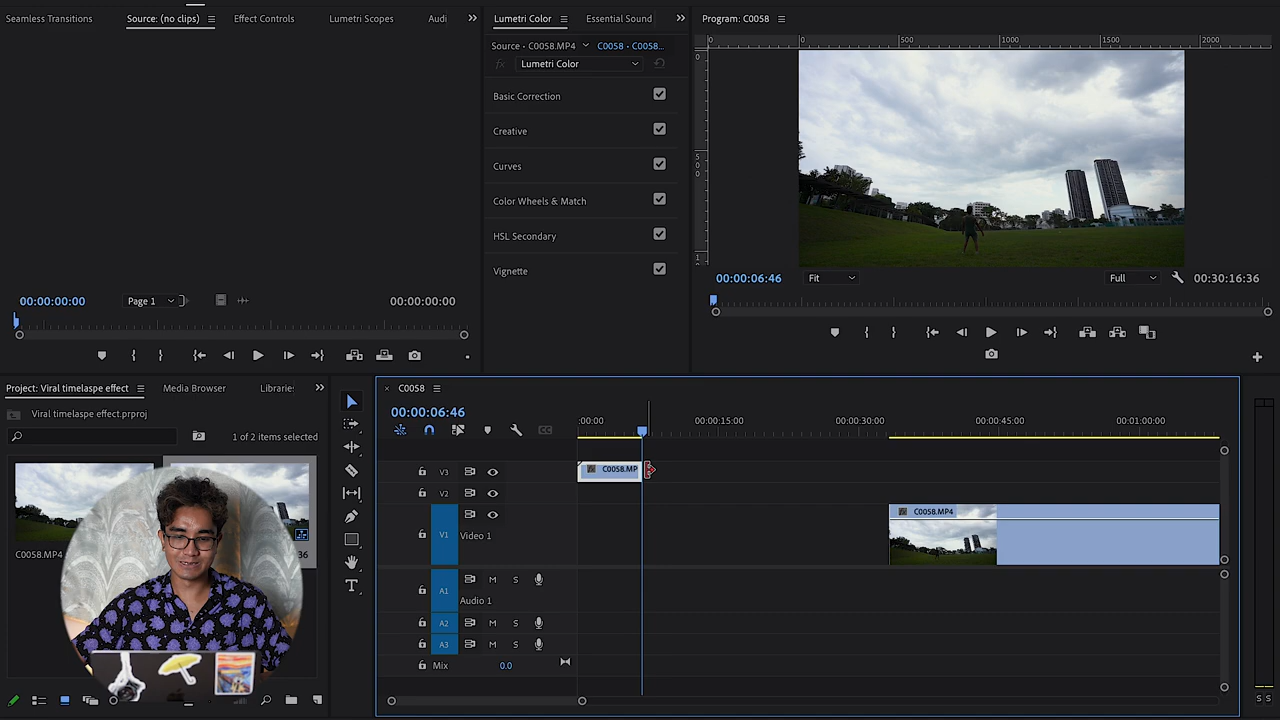 Seamless Transitions
Source: (no clips)
Effect Controls
Lumetri Scopes
Audi
00:00:00:00
Page 1
00:00:00:00
Lumetri Color
Essential Sound
Source • C0058.MP4
C0058 • C0058...
fx
Lumetri Color
Basic Correction
Creative
Curves
Color Wheels & Match
HSL Secondary
Vignette
Program: C0058
0
0
500
1000
1500
2000
0
500
00:00:06:46
Fit
Full
00:30:16:36
Project: Viral timelaspe effect
Media Browser
Librarie:
Viral timelaspe effect.prproj
1 of 2 items selected
C0058.MP4
36
T
× C0058
00:00:06:46
:00:00
00:00:15:00
00:00:30:00
00:00:45:00
00:01:00:00
V3
C0058.MP
V2
V1
Video 1
C0058.MP4
A1
M
S
Audio 1
A2
M
S
A3
M
S
Mix
0.0
S S